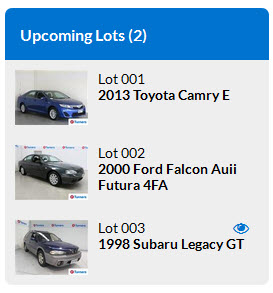 Upcoming Lots (2)
Lot 001
2013 Toyota Camry E
Lot 002
2000 Ford Falcon Auii
Futura 4FA
Lot 003
1998 Subaru Legacy GT